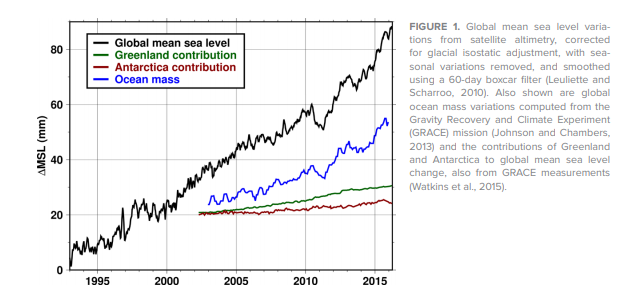 Global mean sea level
Greenland contribution
Antarctica contribution
Ocean mass
ΔMSL (mm)
80
60
40
20
0
1995
2000
2005
2010
2015
FIGURE 1. Global mean sea level varia-
tions from satellite altimetry, corrected
for glacial isostatic adjustment, with sea-
sonal variations removed, and smoothed
using a 60-day boxcar filter (Leuliette and
Scharroo, 2010). Also shown are global
ocean mass variations computed from the
Gravity Recovery and Climate Experiment
(GRACE) mission (Johnson and Chambers,
2013) and the contributions of Greenland
and Antarctica to global mean sea level
change, also from GRACE measurements
(Watkins et al., 2015).